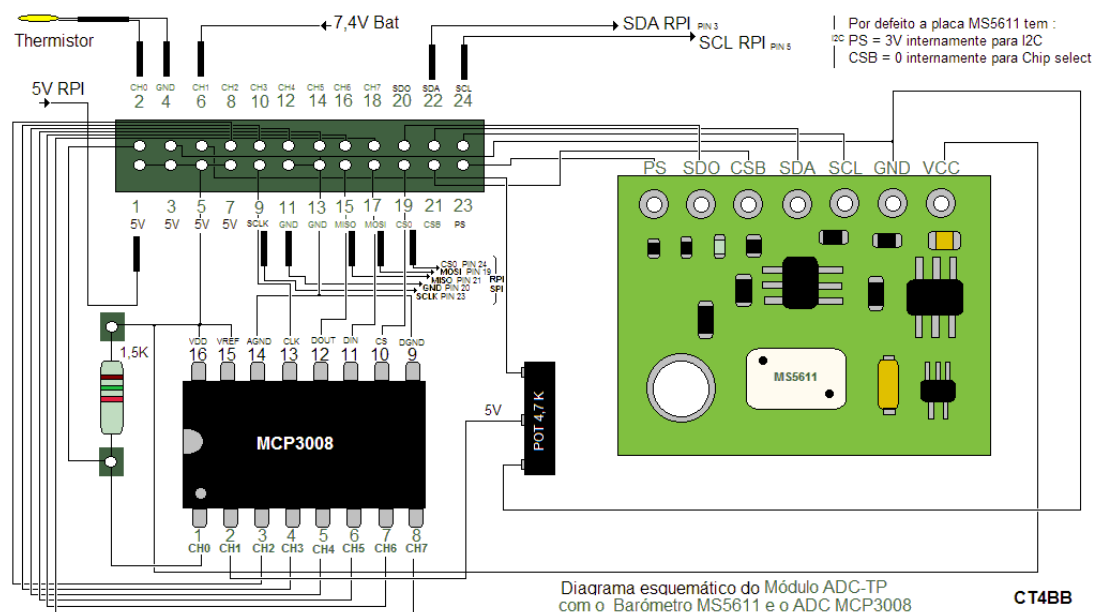 Thermistor
7,4V Bat
SDA RPI PIN 3
SCL RPI PIN 5
Por defeito a placa MS5611 tem :
I2C PS = 3V internamente para I2C
CSB = 0 internamente para Chip select
5V RPI
CH0 GND CH1 CH2 CH3 CH4 CH5 CH6 CH7 SDO SDA SCL
2 4 6 8 10 12 14 16 18 20 22 24
PS SDO CSB SDA SCL GND VCC
1 3 5 7 9 11 13 15 17 19 21 23
5V 5V 5V 5V SCLK GND GND MISO MOSI CS0 CSB PS
CS0 PIN 24
MOSI PIN 19
MISO PIN 21
GND PIN 20
SCLK PIN 23
RPI
SPI
1,5K
VDD VREF AGND CLK DOUT DIN CS DGND
16 15 14 13 12 11 10 9
MS5611
5V
POT 4,7 K
MCP3008
1 2 3 4 5 6 7 8
CH0 CH1 CH2 CH3 CH4 CH5 CH6 CH7
Diagrama esquemático do Módulo ADC-TP
com o Barómetro MS5611 e o ADC MCP3008
CT4BB